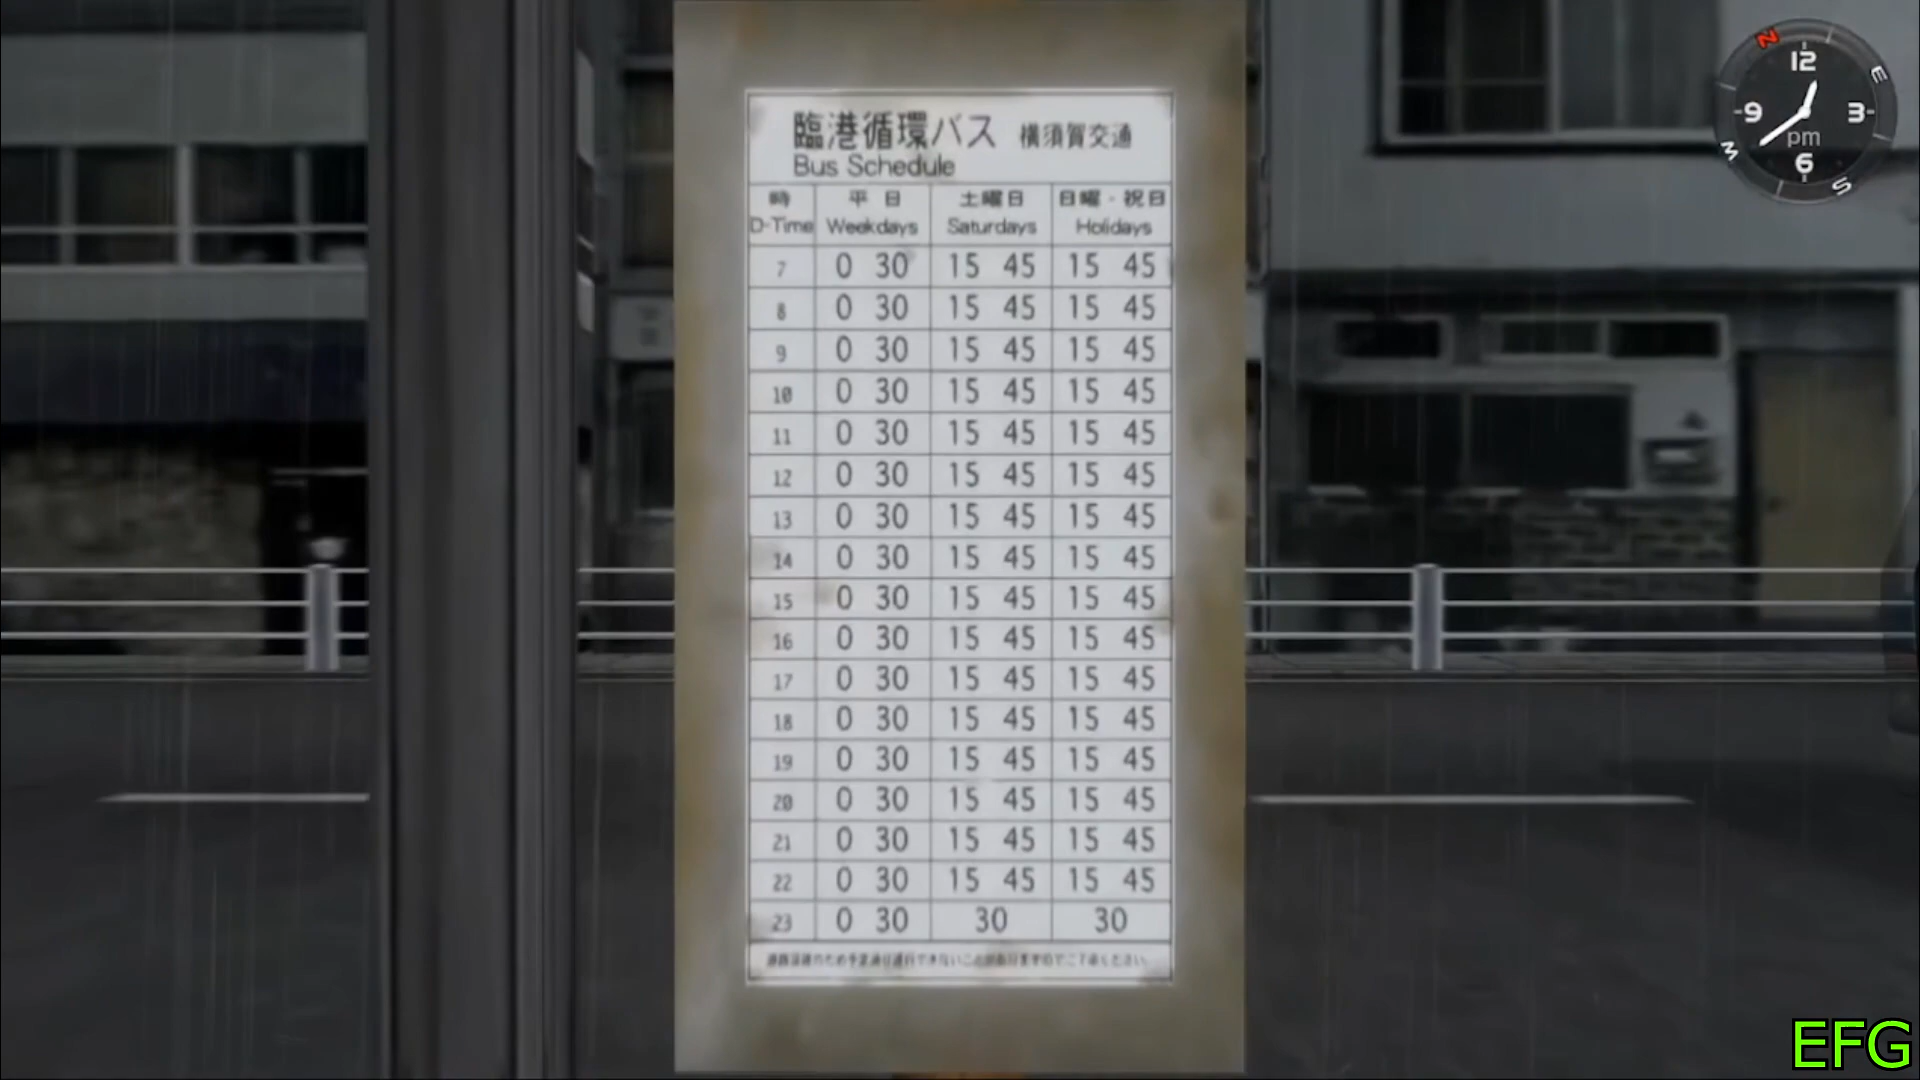 臨港循環バス 横須賀交通
Bus Schedule
時 平日 土曜日 日曜・祝日
D-Time Weekdays Saturdays Holidays
7 0 30 15 45 15 45
8 0 30 15 45 15 45
9 0 30 15 45 15 45
10 0 30 15 45 15 45
11 0 30 15 45 15 45
12 0 30 15 45 15 45
13 0 30 15 45 15 45
14 0 30 15 45 15 45
15 0 30 15 45 15 45
16 0 30 15 45 15 45
17 0 30 15 45 15 45
18 0 30 15 45 15 45
19 0 30 15 45 15 45
20 0 30 15 45 15 45
21 0 30 15 45 15 45
22 0 30 15 45 15 45
23 0 30 30 30
N
E
S
W
12
9 3
pm
6
EFG